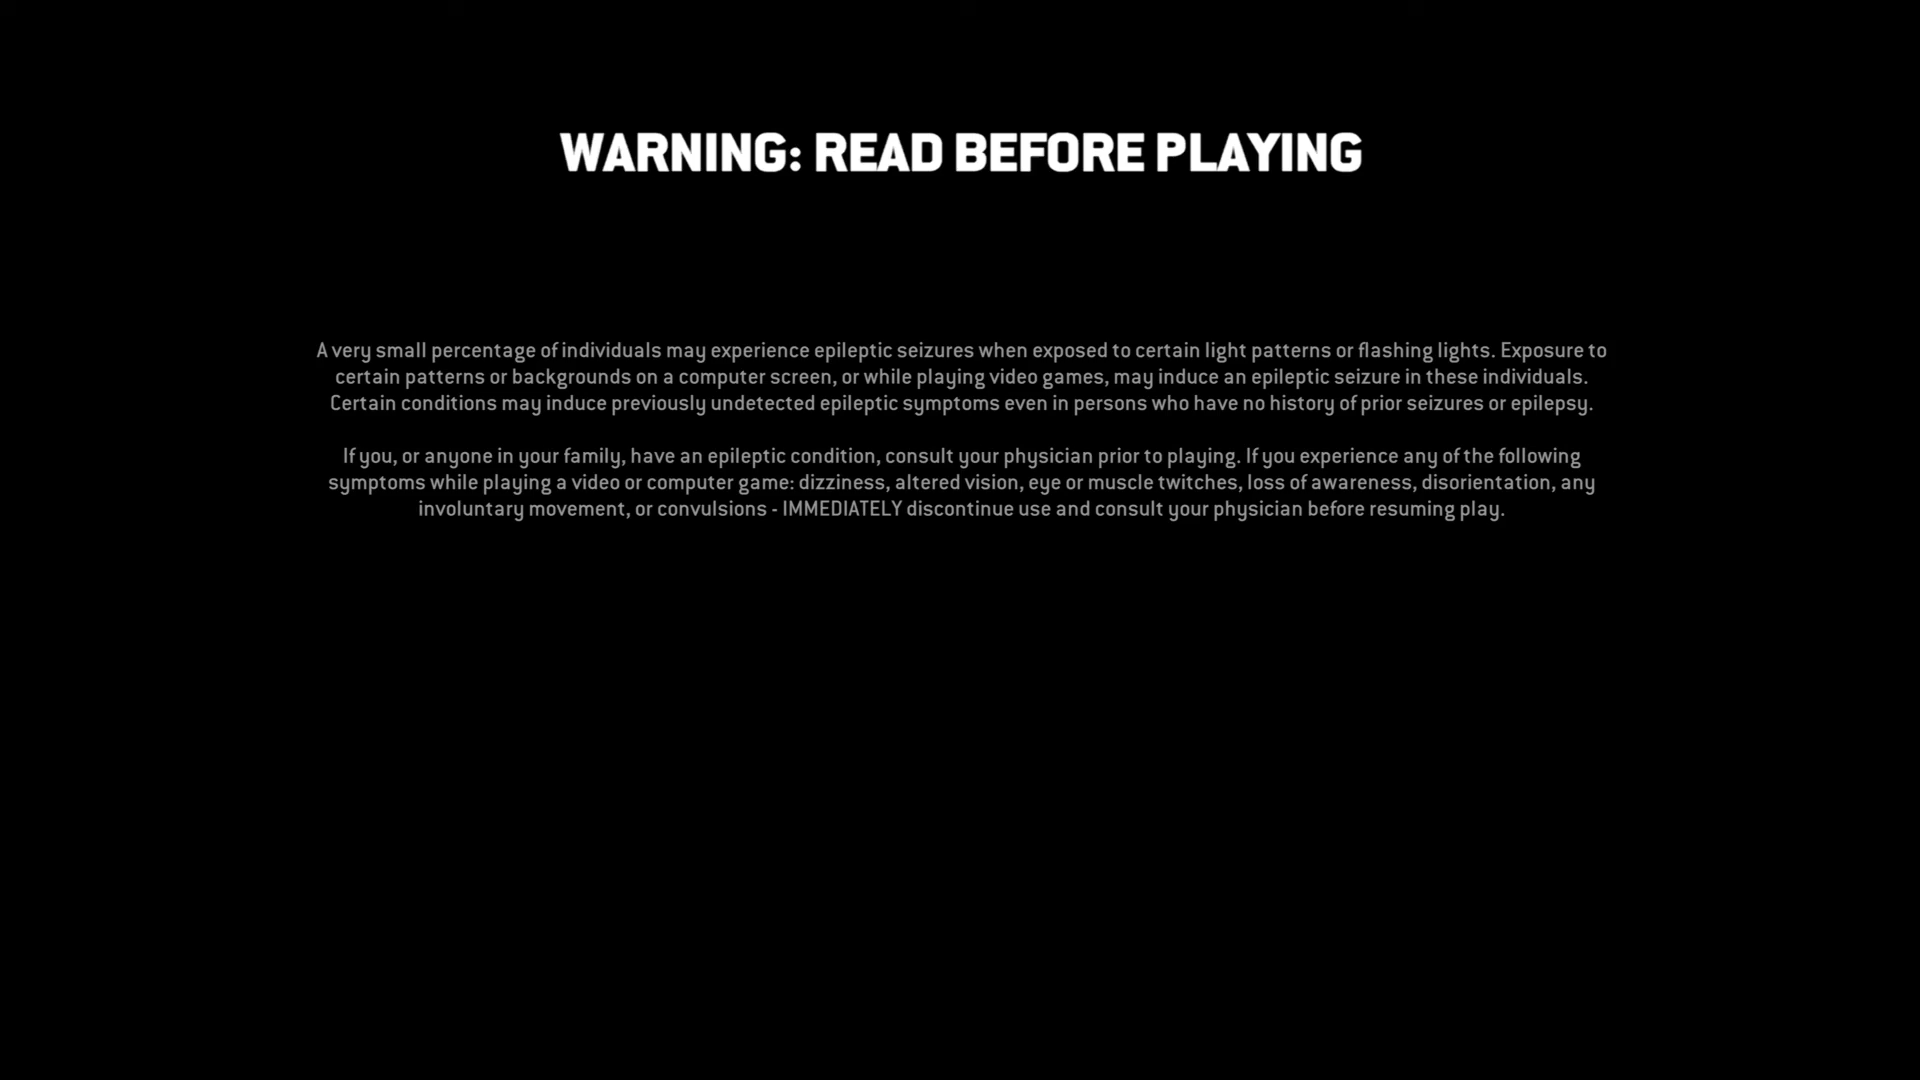 WARNING: READ BEFORE PLAYING
A very small percentage of individuals may experience epileptic seizures when exposed to certain light patterns or flashing lights. Exposure to
certain patterns or backgrounds on a computer screen, or while playing video games, may induce an epileptic seizure in these individuals.
Certain conditions may induce previously undetected epileptic symptoms even in persons who have no history of prior seizures or epilepsy.
If you, or anyone in your family, have an epileptic condition, consult your physician prior to playing. If you experience any of the following
symptoms while playing a video or computer game: dizziness, altered vision, eye or muscle twitches, loss of awareness, disorientation, any
involuntary movement, or convulsions - IMMEDIATELY discontinue use and consult your physician before resuming play.